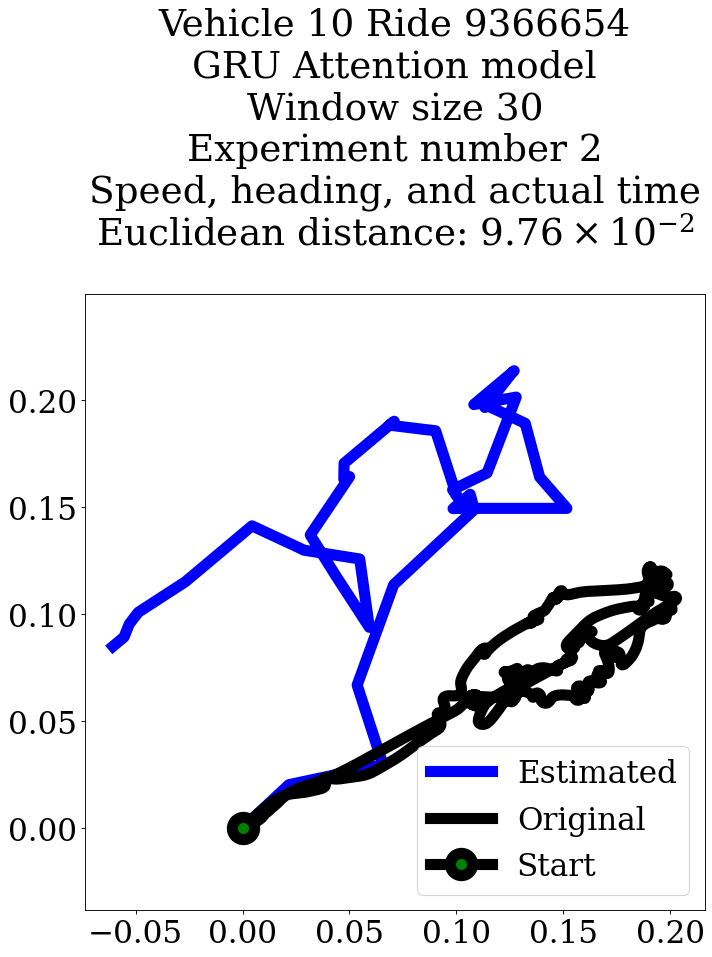 Vehicle 10 Ride 9366654
GRU Attention model
Window size 30
Experiment number 2
Speed, heading, and actual time
Euclidean distance: 9.76 × 10⁻²
0.20
0.15
0.10
0.05
0.00
−0.05 0.00 0.05 0.10 0.15 0.20
Estimated
Original
Start